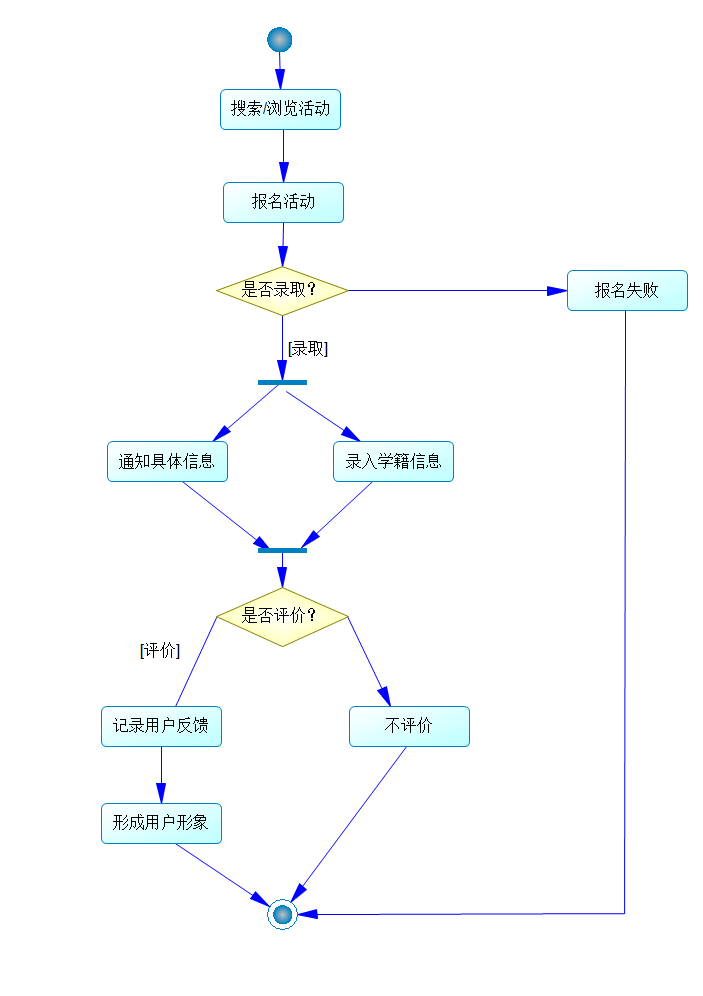 搜索/浏览活动
报名活动
是否录取?
报名失败
[录取]
通知具体信息
录入学籍信息
是否评价?
[评价]
记录用户反馈
不评价
形成用户形象